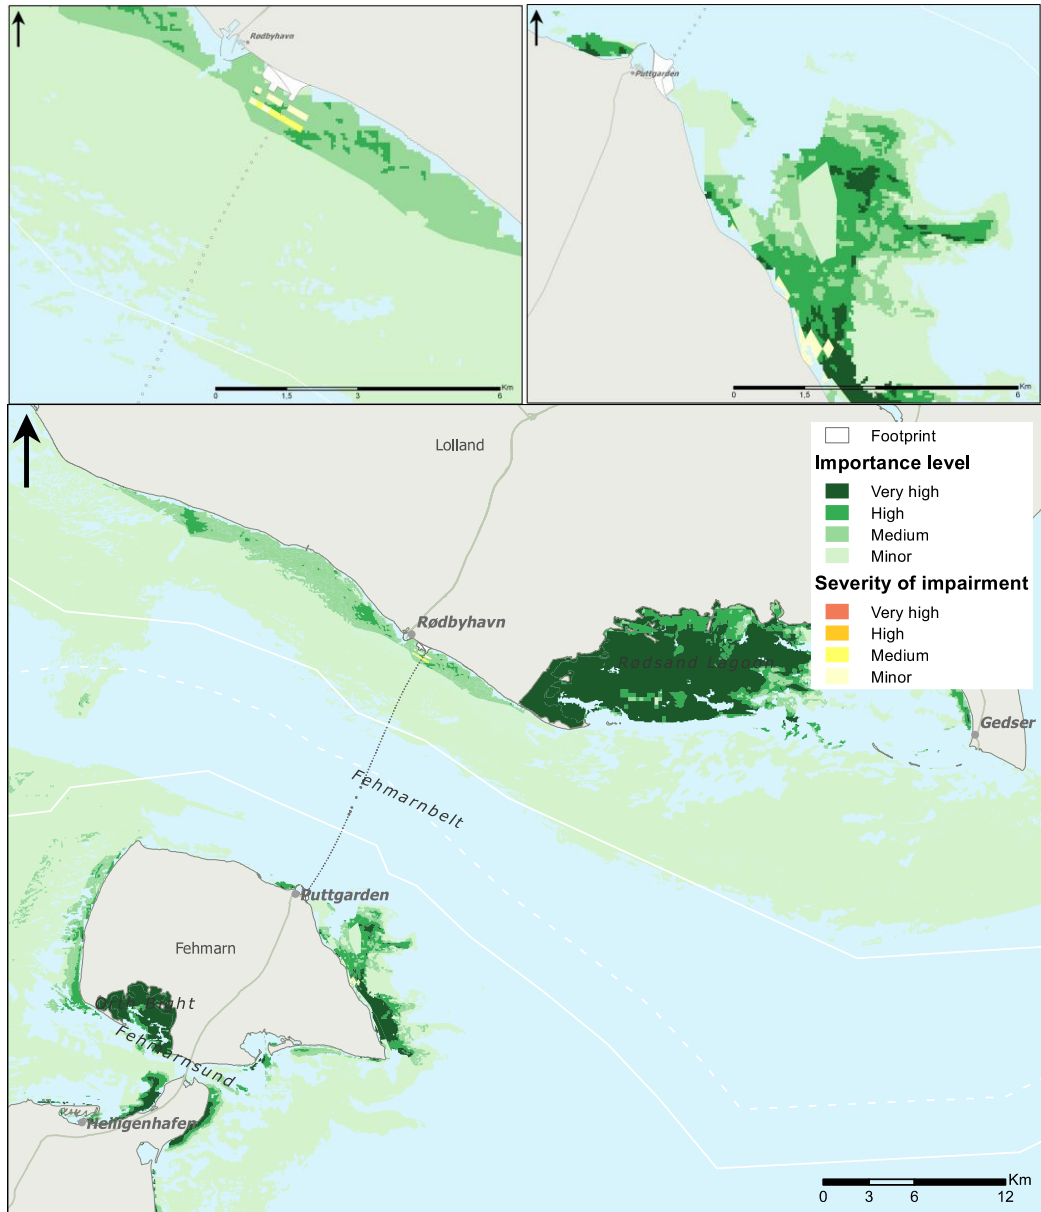 Rødbyhavn
Km
0
1,5
3
6
Puttgarden
Km
0
1,5
3
6
Lolland
Footprint
Importance level
Very high
High
Medium
Minor
Severity of impairment
Very high
High
Medium
Minor
Rødbyhavn
Rødsand Lagoon
Gedser
Fehmarnbelt
Puttgarden
Fehmarn
Orth Bight
Fehmarnsund
Heiligenhafen
Km
0
3
6
12